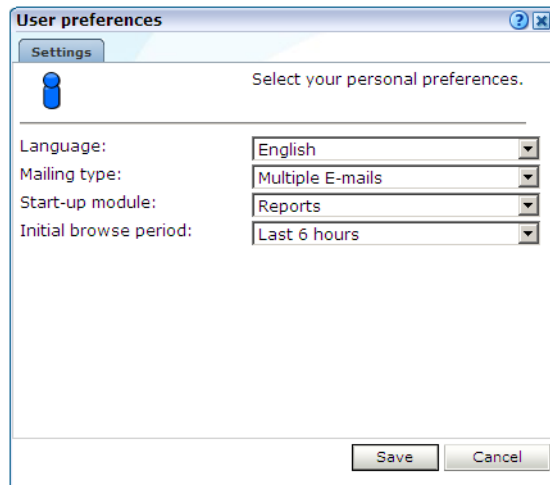 User preferences ?
Settings
Select your personal preferences.
Language: English
Mailing type: Multiple E-mails
Start-up module: Reports
Initial browse period: Last 6 hours
Save Cancel